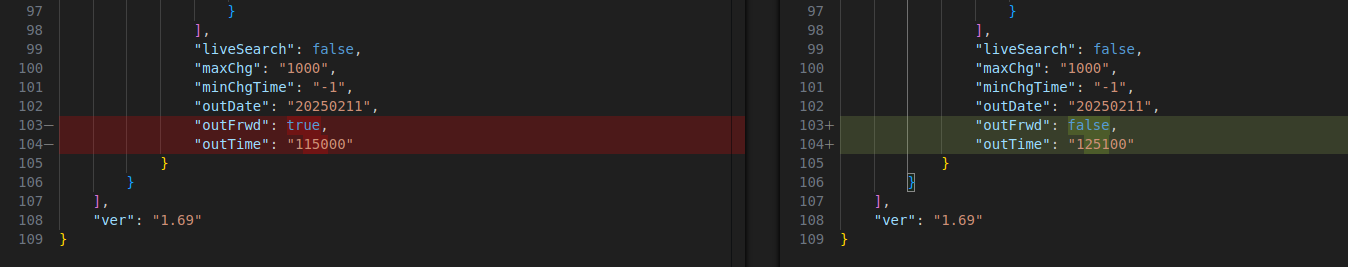 97 }
98 ],
99 "liveSearch": false,
100 "maxChg": "1000",
101 "minChgTime": "-1",
102 "outDate": "20250211",
103— "outFrwd": true,
104— "outTime": "115000"
105 }
106 }
107 ],
108 "ver": "1.69"
109 }
97 }
98 ],
99 "liveSearch": false,
100 "maxChg": "1000",
101 "minChgTime": "-1",
102 "outDate": "20250211",
103+ "outFrwd": false,
104+ "outTime": "125100"
105 }
106 }
107 ],
108 "ver": "1.69"
109 }